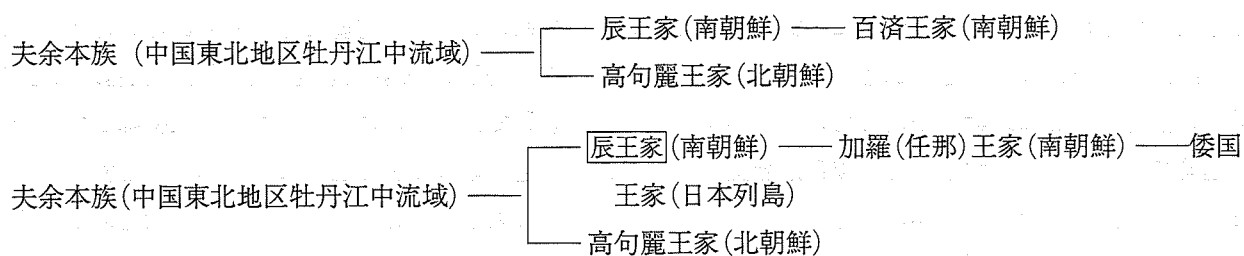 辰王家(南朝鮮) 百済王家(南朝鮮)
夫余本族 (中国東北地区牡丹江中流域)
高句麗王家(北朝鮮)
辰王家(南朝鮮) 加羅(任那)王家(南朝鮮) 倭国
夫余本族(中国東北地区牡丹江中流域)
王家(日本列島)
高句麗王家(北朝鮮)